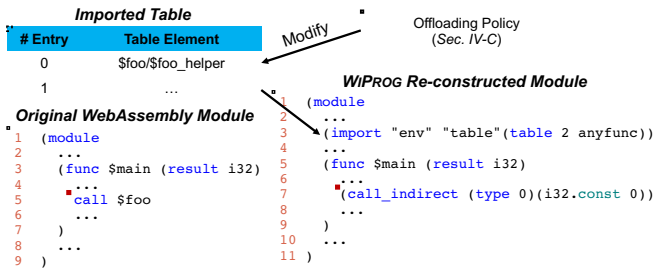 Imported Table
# Entry Table Element
0 $foo/$foo_helper
1 …
Modify
Offloading Policy
(Sec. IV-C)
Original WebAssembly Module
1 (module
2 ...
3 (func $main (result i32)
4 ...
5 call $foo
6 ...
7 )
8 ...
9 )
WIPROG Re-constructed Module
1 (module
2 ...
3 (import "env" "table"(table 2 anyfunc))
4 ...
5 (func $main (result i32)
6 ...
7 (call_indirect (type 0)(i32.const 0))
8 ...
9 )
10 ...
11 )